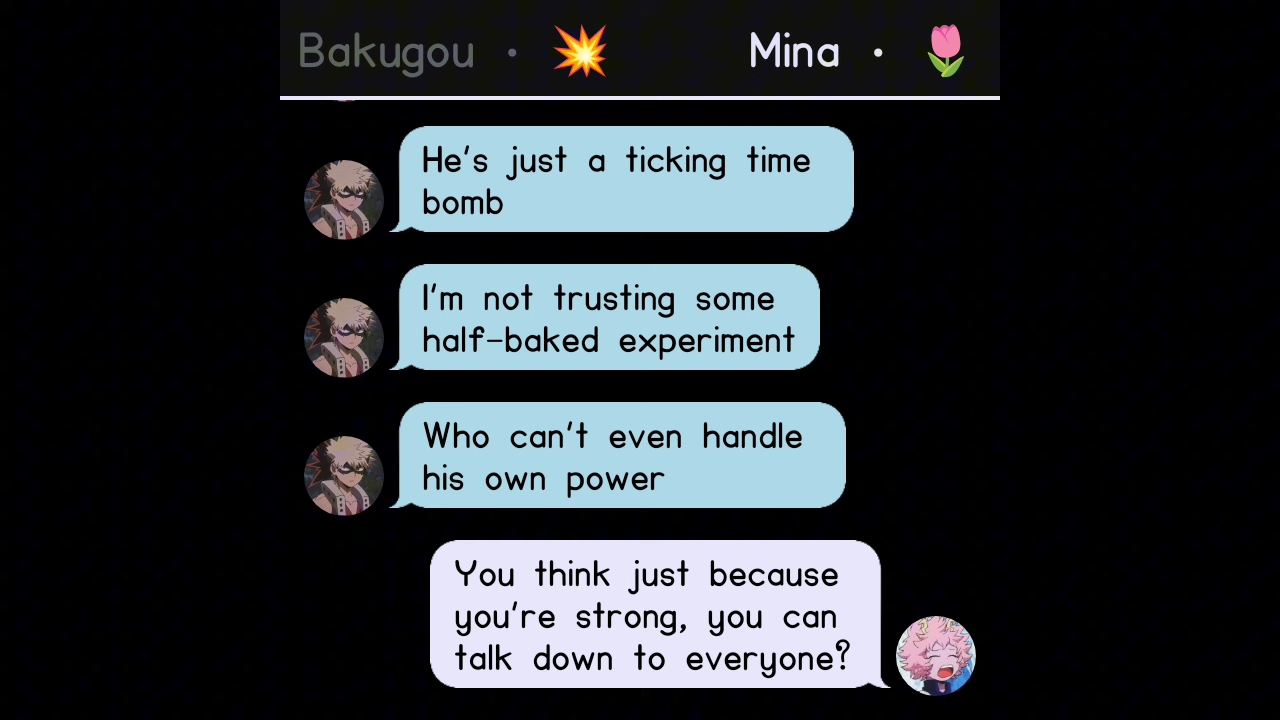 Bakugou • 💥 Mina • 🌷
He's just a ticking time
bomb
I'm not trusting some
half-baked experiment
Who can't even handle
his own power
You think just because
you're strong, you can
talk down to everyone?